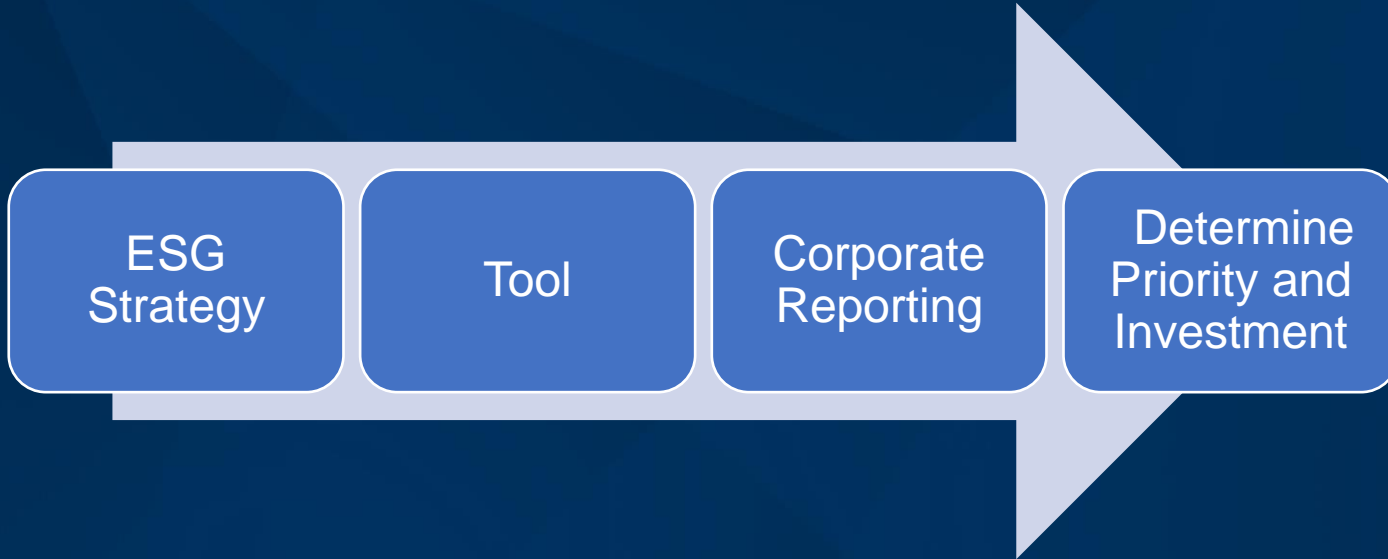 ESG
Strategy
Tool
Corporate
Reporting
Determine
Priority and
Investment